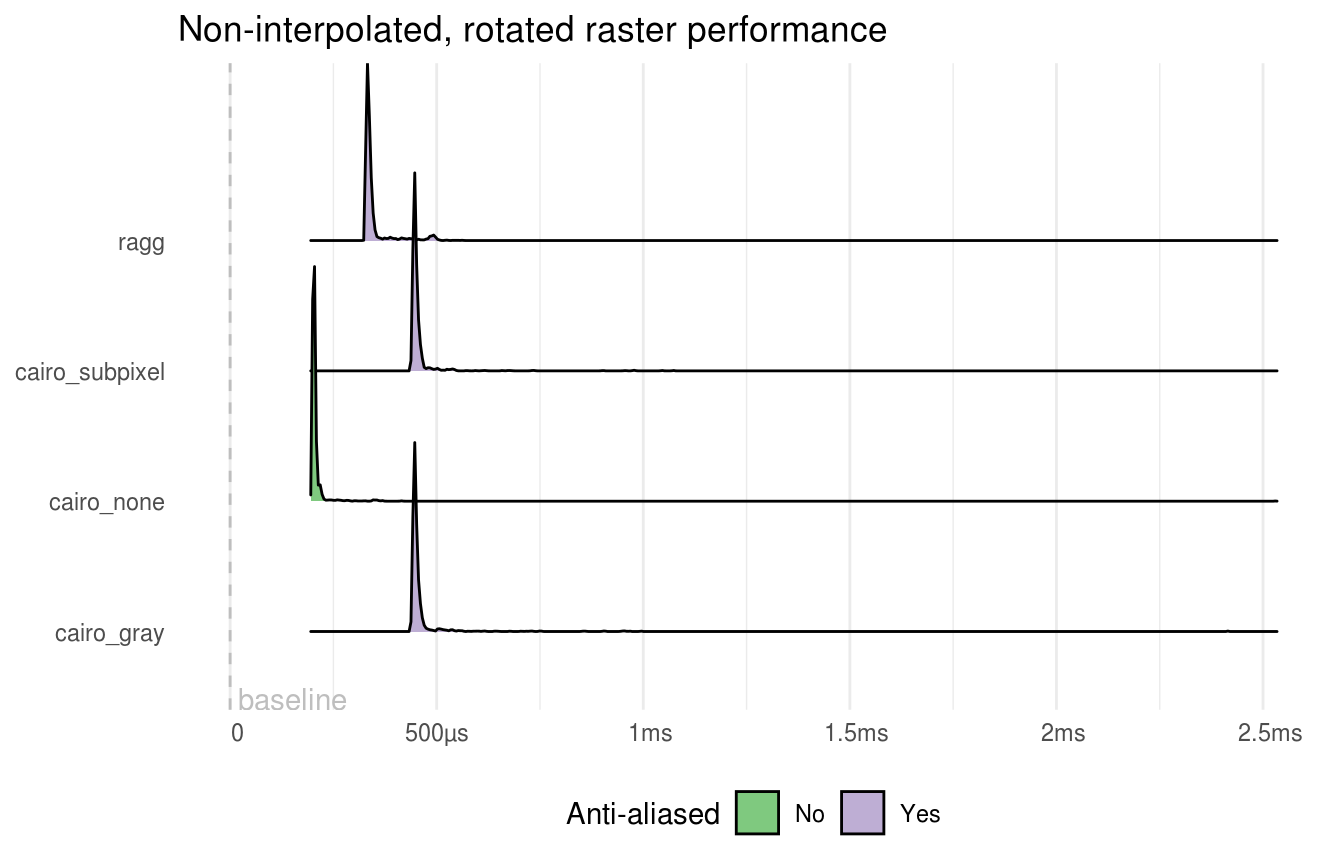 Non-interpolated, rotated raster performance
ragg
cairo_subpixel
cairo_none
cairo_gray
baseline
0 500µs 1ms 1.5ms 2ms 2.5ms
Anti-aliased No Yes